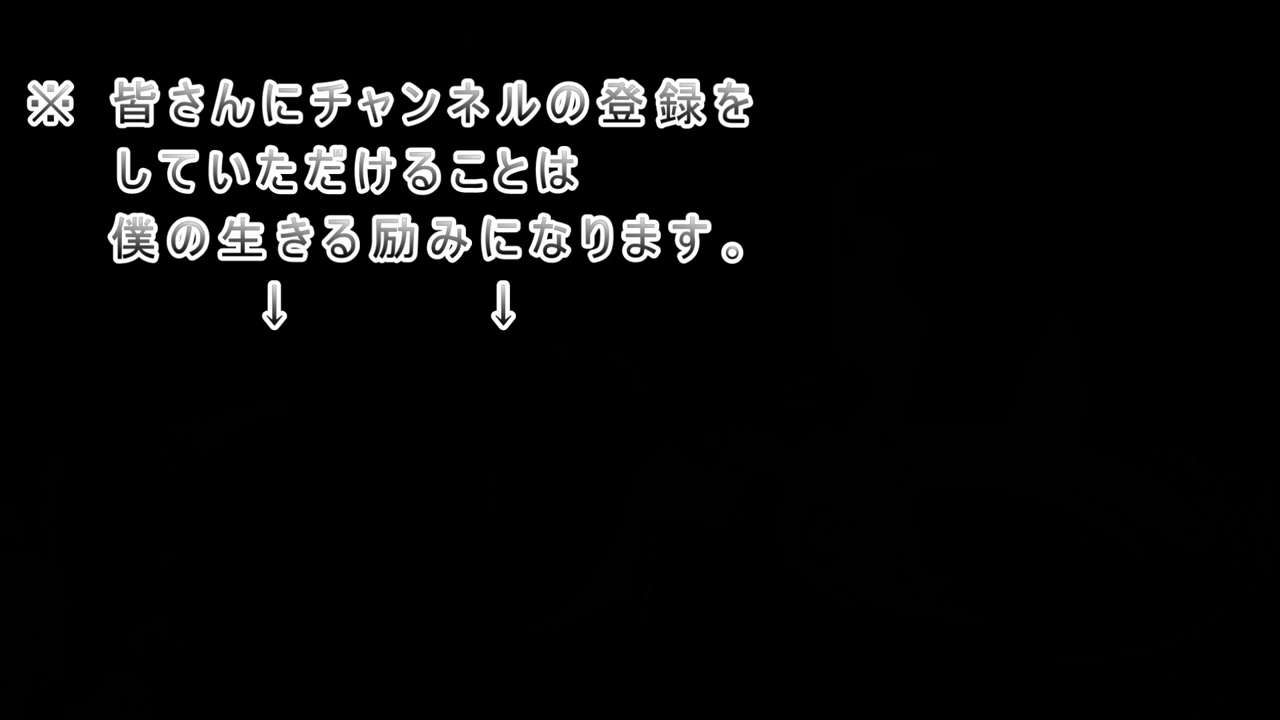 ※ 皆さんにチャンネルの登録を
していただけることは
僕の生きる励みになります。
↓ ↓